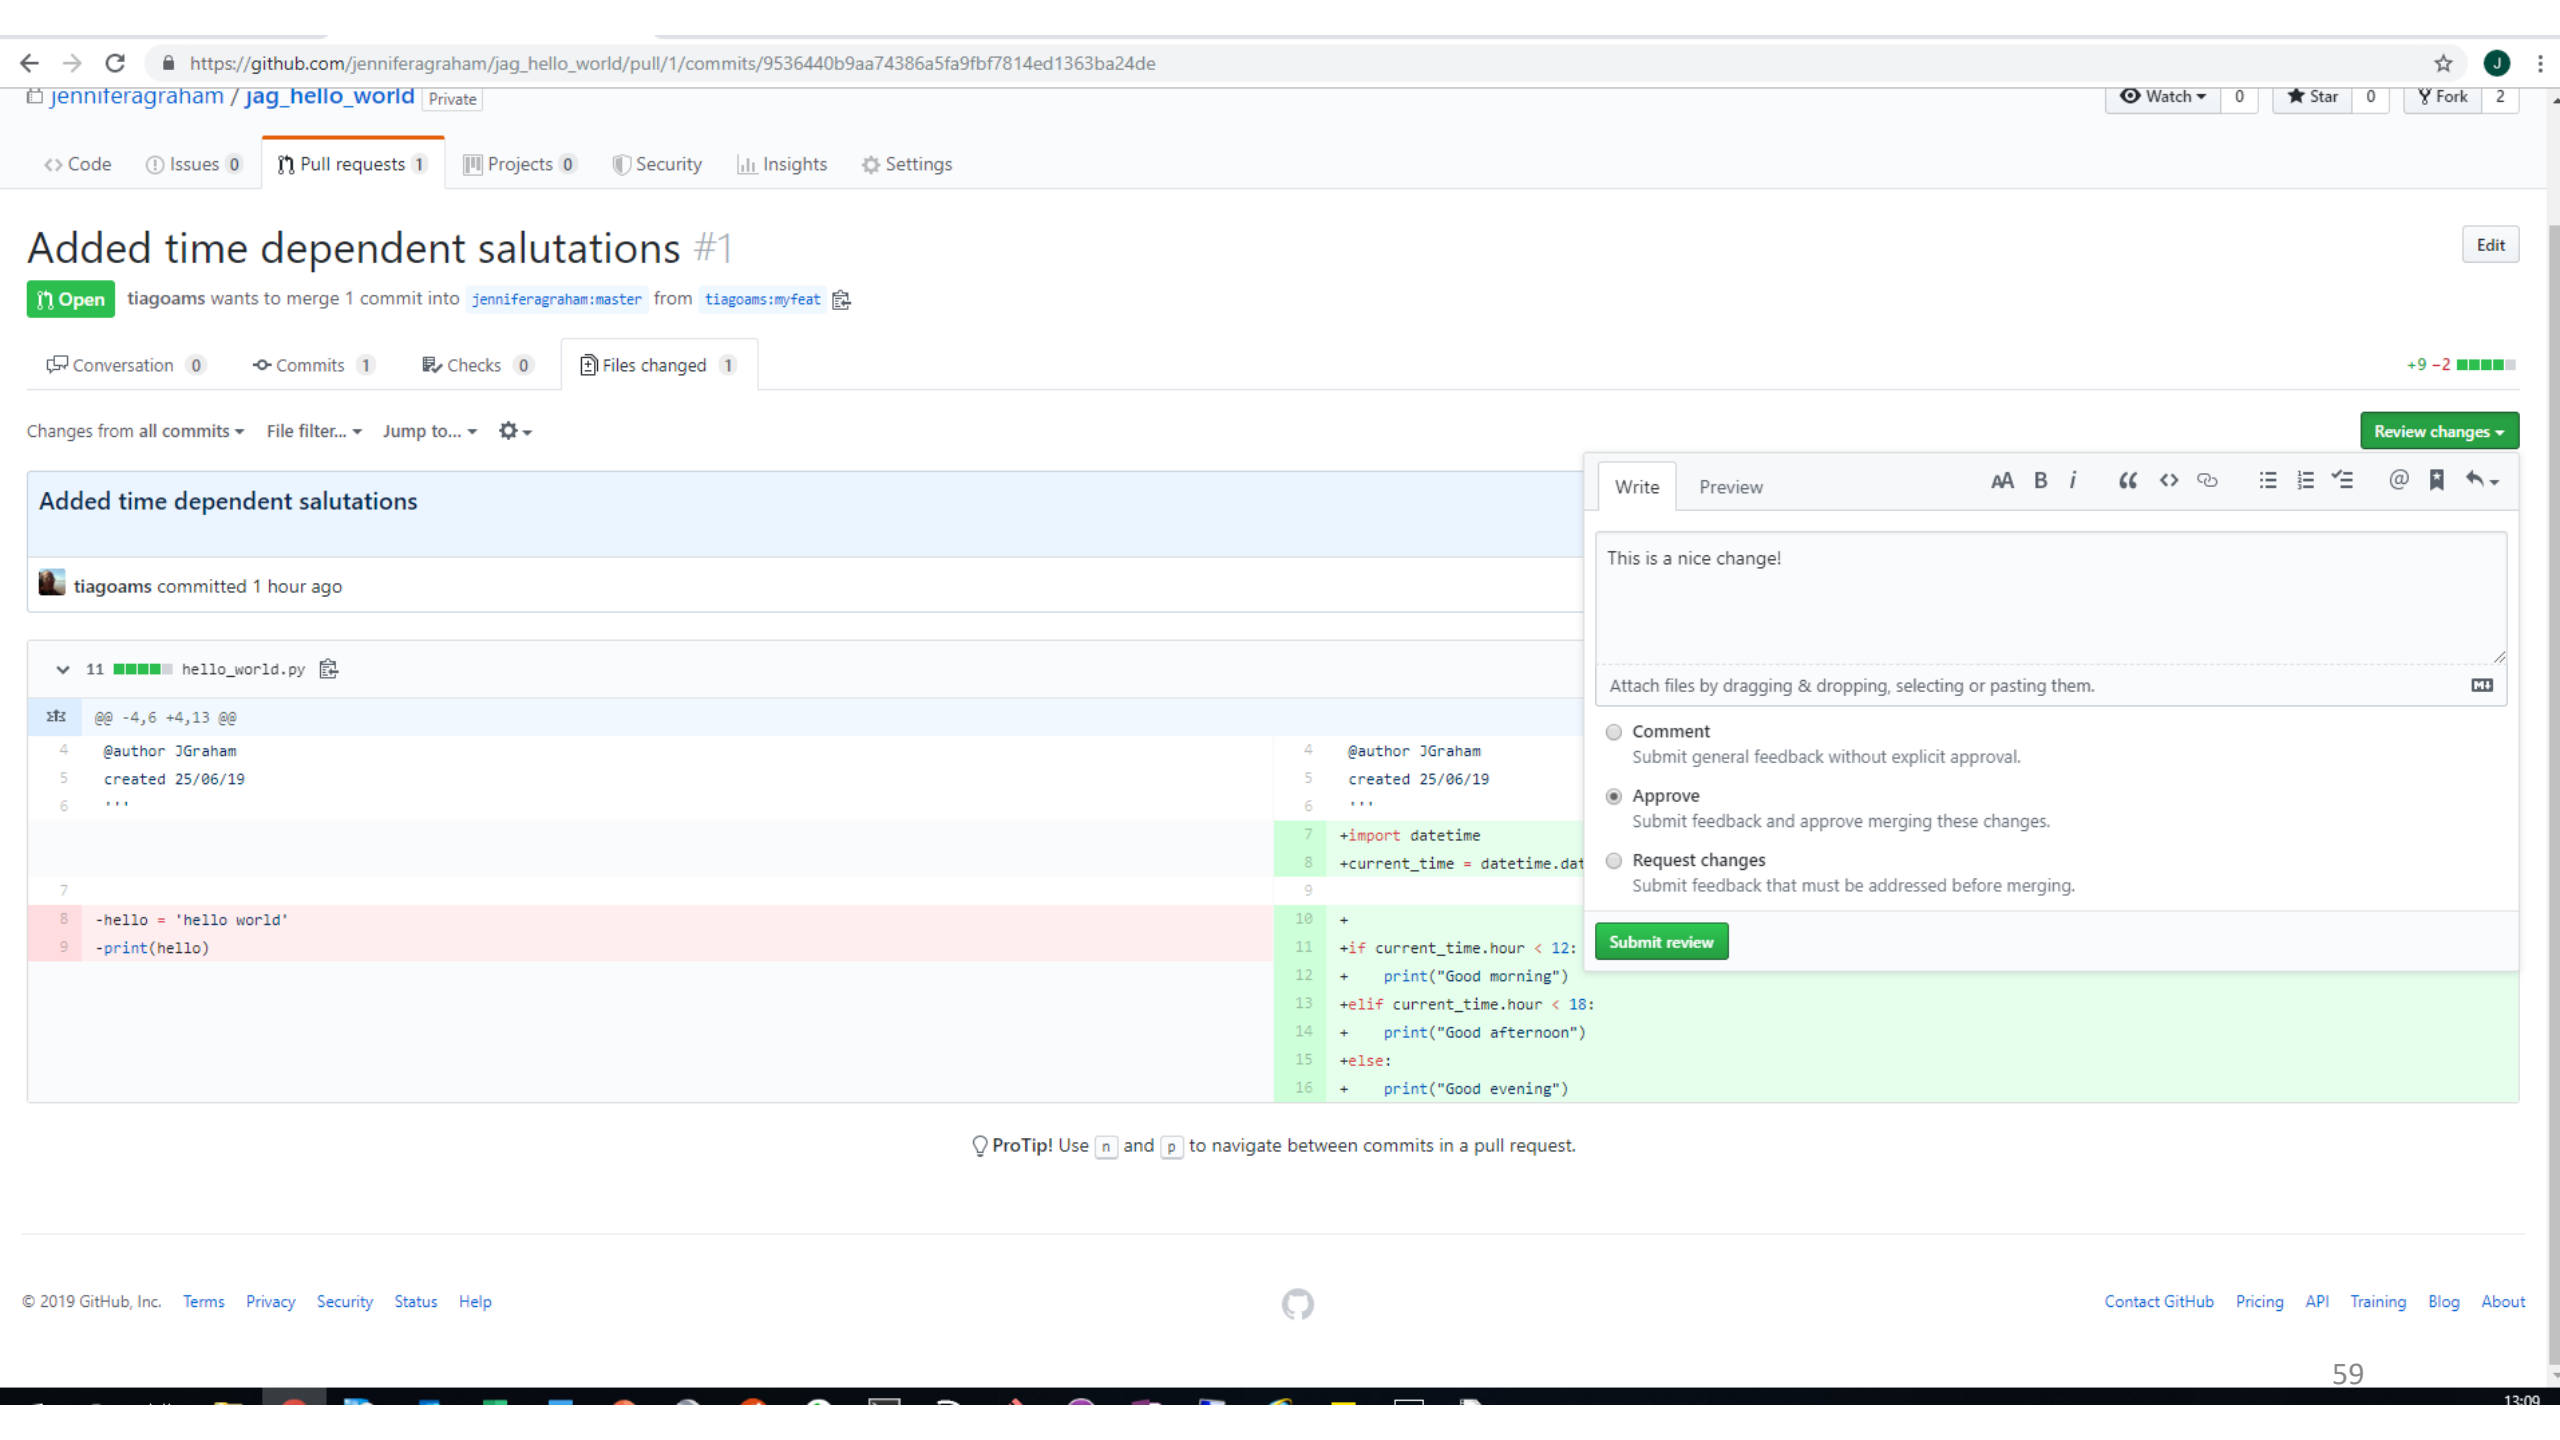 https://github.com/jenniferagraham/jag_hello_world/pull/1/commits/9536440b9aa74386a5fa9fbf7814ed1363ba24de
J
jenniferagraham / jag_hello_world Private
Watch 0 Star 0 Fork 2
Code Issues 0 Pull requests 1 Projects 0 Security Insights Settings
Added time dependent salutations #1
Edit
Open tiagoams wants to merge 1 commit into jenniferagraham:master from tiagoams:myfeat
Conversation 0 Commits 1 Checks 0 Files changed 1
+9 −2
Changes from all commits File filter... Jump to...
Review changes
Added time dependent salutations
tiagoams committed 1 hour ago
Write Preview
AA B i
This is a nice change!
Attach files by dragging & dropping, selecting or pasting them.
Comment
Submit general feedback without explicit approval.
Approve
Submit feedback and approve merging these changes.
Request changes
Submit feedback that must be addressed before merging.
Submit review
11 hello_world.py
@@ -4,6 +4,13 @@
4 @author JGraham
5 created 25/06/19
6 '''
7
8 -hello = 'hello world'
9 -print(hello)
4 @author JGraham
5 created 25/06/19
6 '''
7 +import datetime
8 +current_time = datetime.dat
9
10 +
11 +if current_time.hour < 12:
12 + print("Good morning")
13 +elif current_time.hour < 18:
14 + print("Good afternoon")
15 +else:
16 + print("Good evening")
ProTip! Use n and p to navigate between commits in a pull request.
© 2019 GitHub, Inc. Terms Privacy Security Status Help
Contact GitHub Pricing API Training Blog About
59
13:09